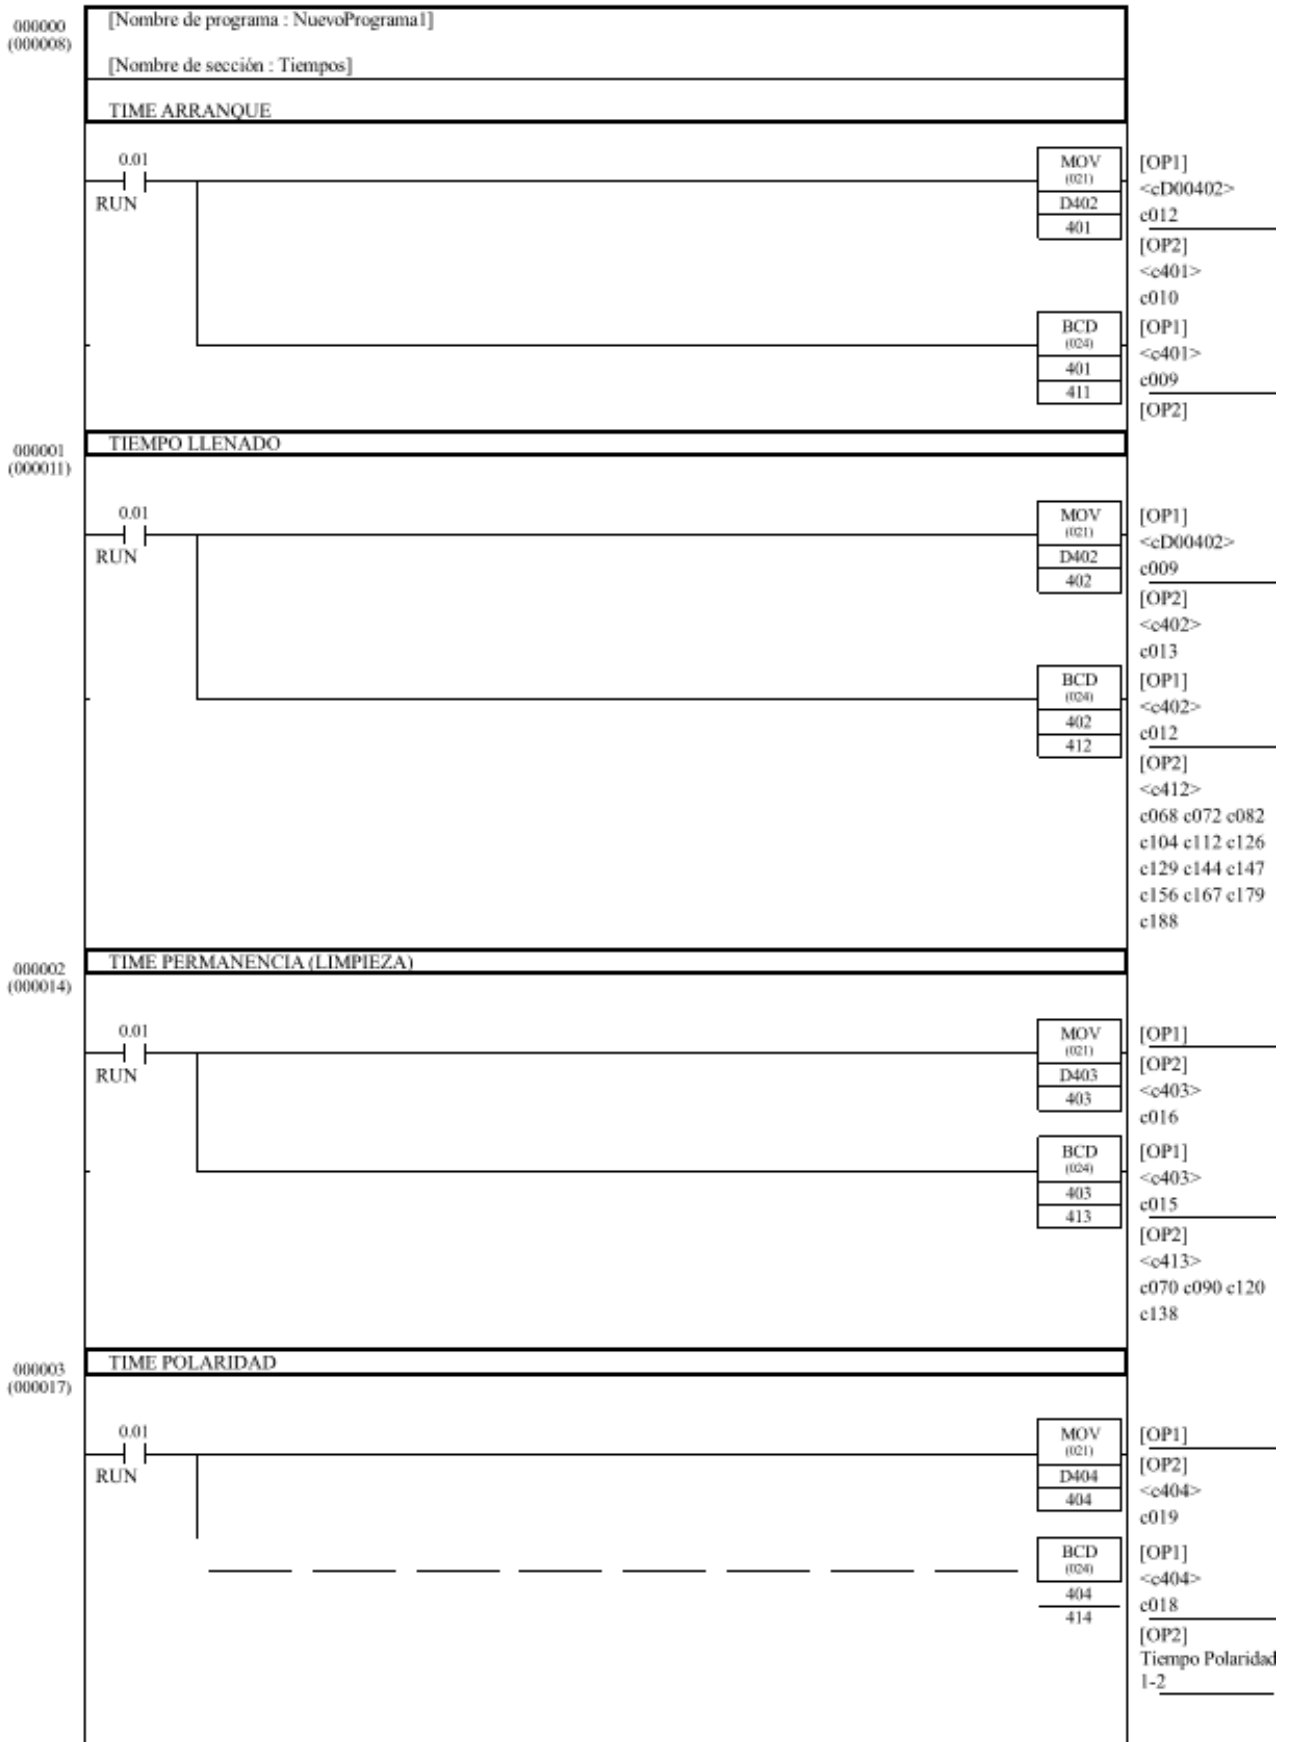 000000
(000008)
[Nombre de programa : NuevoPrograma1]
[Nombre de sección : Tiempos]
TIME ARRANQUE
0.01
RUN
MOV
(021)
D402
401
[OP1]
<cD00402>
c012
[OP2]
<c401>
c010
BCD
(024)
401
411
[OP1]
<c401>
c009
[OP2]
000001
(000011)
TIEMPO LLENADO
0.01
RUN
MOV
(021)
D402
402
[OP1]
<cD00402>
c009
[OP2]
<c402>
c013
BCD
(024)
402
412
[OP1]
<c402>
c012
[OP2]
<c412>
c068 c072 c082
c104 c112 c126
c129 c144 c147
c156 c167 c179
c188
000002
(000014)
TIME PERMANENCIA (LIMPIEZA)
0.01
RUN
MOV
(021)
D403
403
[OP1]
[OP2]
<c403>
c016
BCD
(024)
403
413
[OP1]
<c403>
c015
[OP2]
<c413>
c070 c090 c120
c138
000003
(000017)
TIME POLARIDAD
0.01
RUN
MOV
(021)
D404
404
[OP1]
[OP2]
<c404>
c019
BCD
(024)
404
414
[OP1]
<c404>
c018
[OP2]
Tiempo Polaridad
1-2